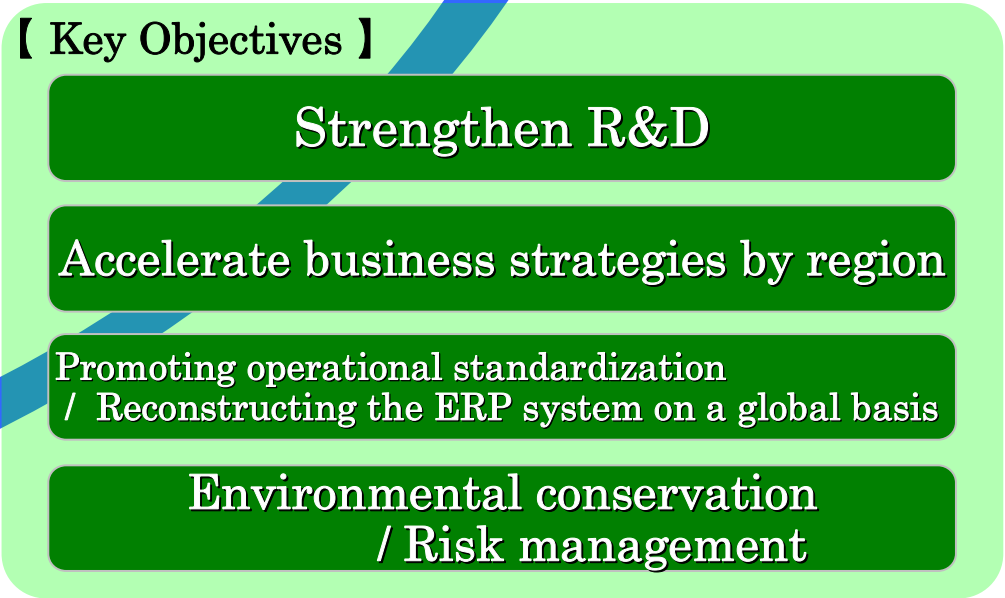 【 Key Objectives 】
Strengthen R&D
Accelerate business strategies by region
Promoting operational standardization
/ Reconstructing the ERP system on a global basis
Environmental conservation
/ Risk management